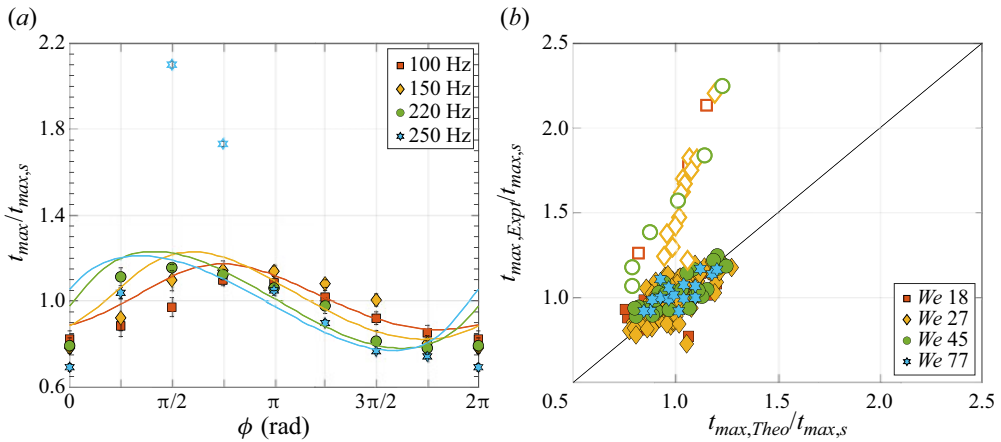 (a)
2.2
1.8
1.4
1.0
0.6
t_max/t_max,s
100 Hz
150 Hz
220 Hz
250 Hz
0 π/2 π 3π/2 2π
ϕ (rad)
(b)
2.5
2.0
1.5
1.0
t_max,Expt/t_max,s
We 18
We 27
We 45
We 77
0.5 1.0 1.5 2.0 2.5
t_max,Theo/t_max,s